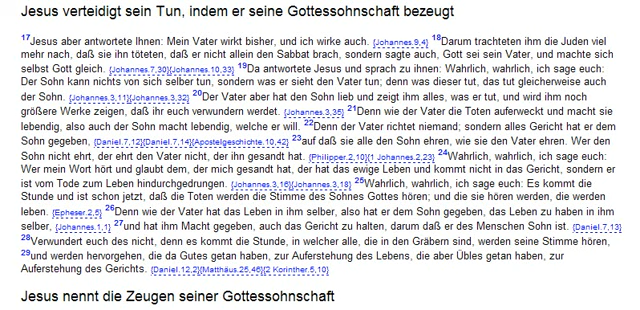 Jesus verteidigt sein Tun, indem er seine Gottessohnschaft bezeugt
17Jesus aber antwortete Ihnen: Mein Vater wirkt bisher, und ich wirke auch. {Johannes.9,4} 18Darum trachteten ihm die Juden viel
mehr nach, daß sie ihn töteten, daß er nicht allein den Sabbat brach, sondern sagte auch, Gott sei sein Vater, und machte sich
selbst Gott gleich. {Johannes.7,30}{Johannes.10,33} 19Da antwortete Jesus und sprach zu ihnen: Wahrlich, wahrlich, ich sage euch:
Der Sohn kann nichts von sich selber tun, sondern was er sieht den Vater tun; denn was dieser tut, das tut gleicherweise auch
der Sohn. {Johannes.3,11}{Johannes.3,32} 20Der Vater aber hat den Sohn lieb und zeigt ihm alles, was er tut, und wird ihm noch
größere Werke zeigen, daß ihr euch verwundern werdet. {Johannes.3,35} 21Denn wie der Vater die Toten auferweckt und macht sie
lebendig, also auch der Sohn macht lebendig, welche er will. 22Denn der Vater richtet niemand; sondern alles Gericht hat er dem
Sohn gegeben, {Daniel.7,12}{Daniel.7,14}{Apostelgeschichte.10,42} 23auf daß sie alle den Sohn ehren, wie sie den Vater ehren. Wer den
Sohn nicht ehrt, der ehrt den Vater nicht, der ihn gesandt hat. {Philipper.2,10}{1 Johannes.2,23} 24Wahrlich, wahrlich, ich sage euch:
Wer mein Wort hört und glaubt dem, der mich gesandt hat, der hat das ewige Leben und kommt nicht in das Gericht, sondern er
ist vom Tode zum Leben hindurchgedrungen. {Johannes.3,16}{Johannes.3,18} 25Wahrlich, wahrlich, ich sage euch: Es kommt die
Stunde und ist schon jetzt, daß die Toten werden die Stimme des Sohnes Gottes hören; und die sie hören werden, die werden
leben. {Epheser.2,5} 26Denn wie der Vater hat das Leben in ihm selber, also hat er dem Sohn gegeben, das Leben zu haben in ihm
selber, {Johannes.1,1} 27und hat ihm Macht gegeben, auch das Gericht zu halten, darum daß er des Menschen Sohn ist. {Daniel.7,13}
28Verwundert euch des nicht, denn es kommt die Stunde, in welcher alle, die in den Gräbern sind, werden seine Stimme hören,
29und werden hervorgehen, die da Gutes getan haben, zur Auferstehung des Lebens, die aber Übles getan haben, zur
Auferstehung des Gerichts. {Daniel.12,2}{Matthäus.25,46}{2 Korinther.5,10}
Jesus nennt die Zeugen seiner Gottessohnschaft